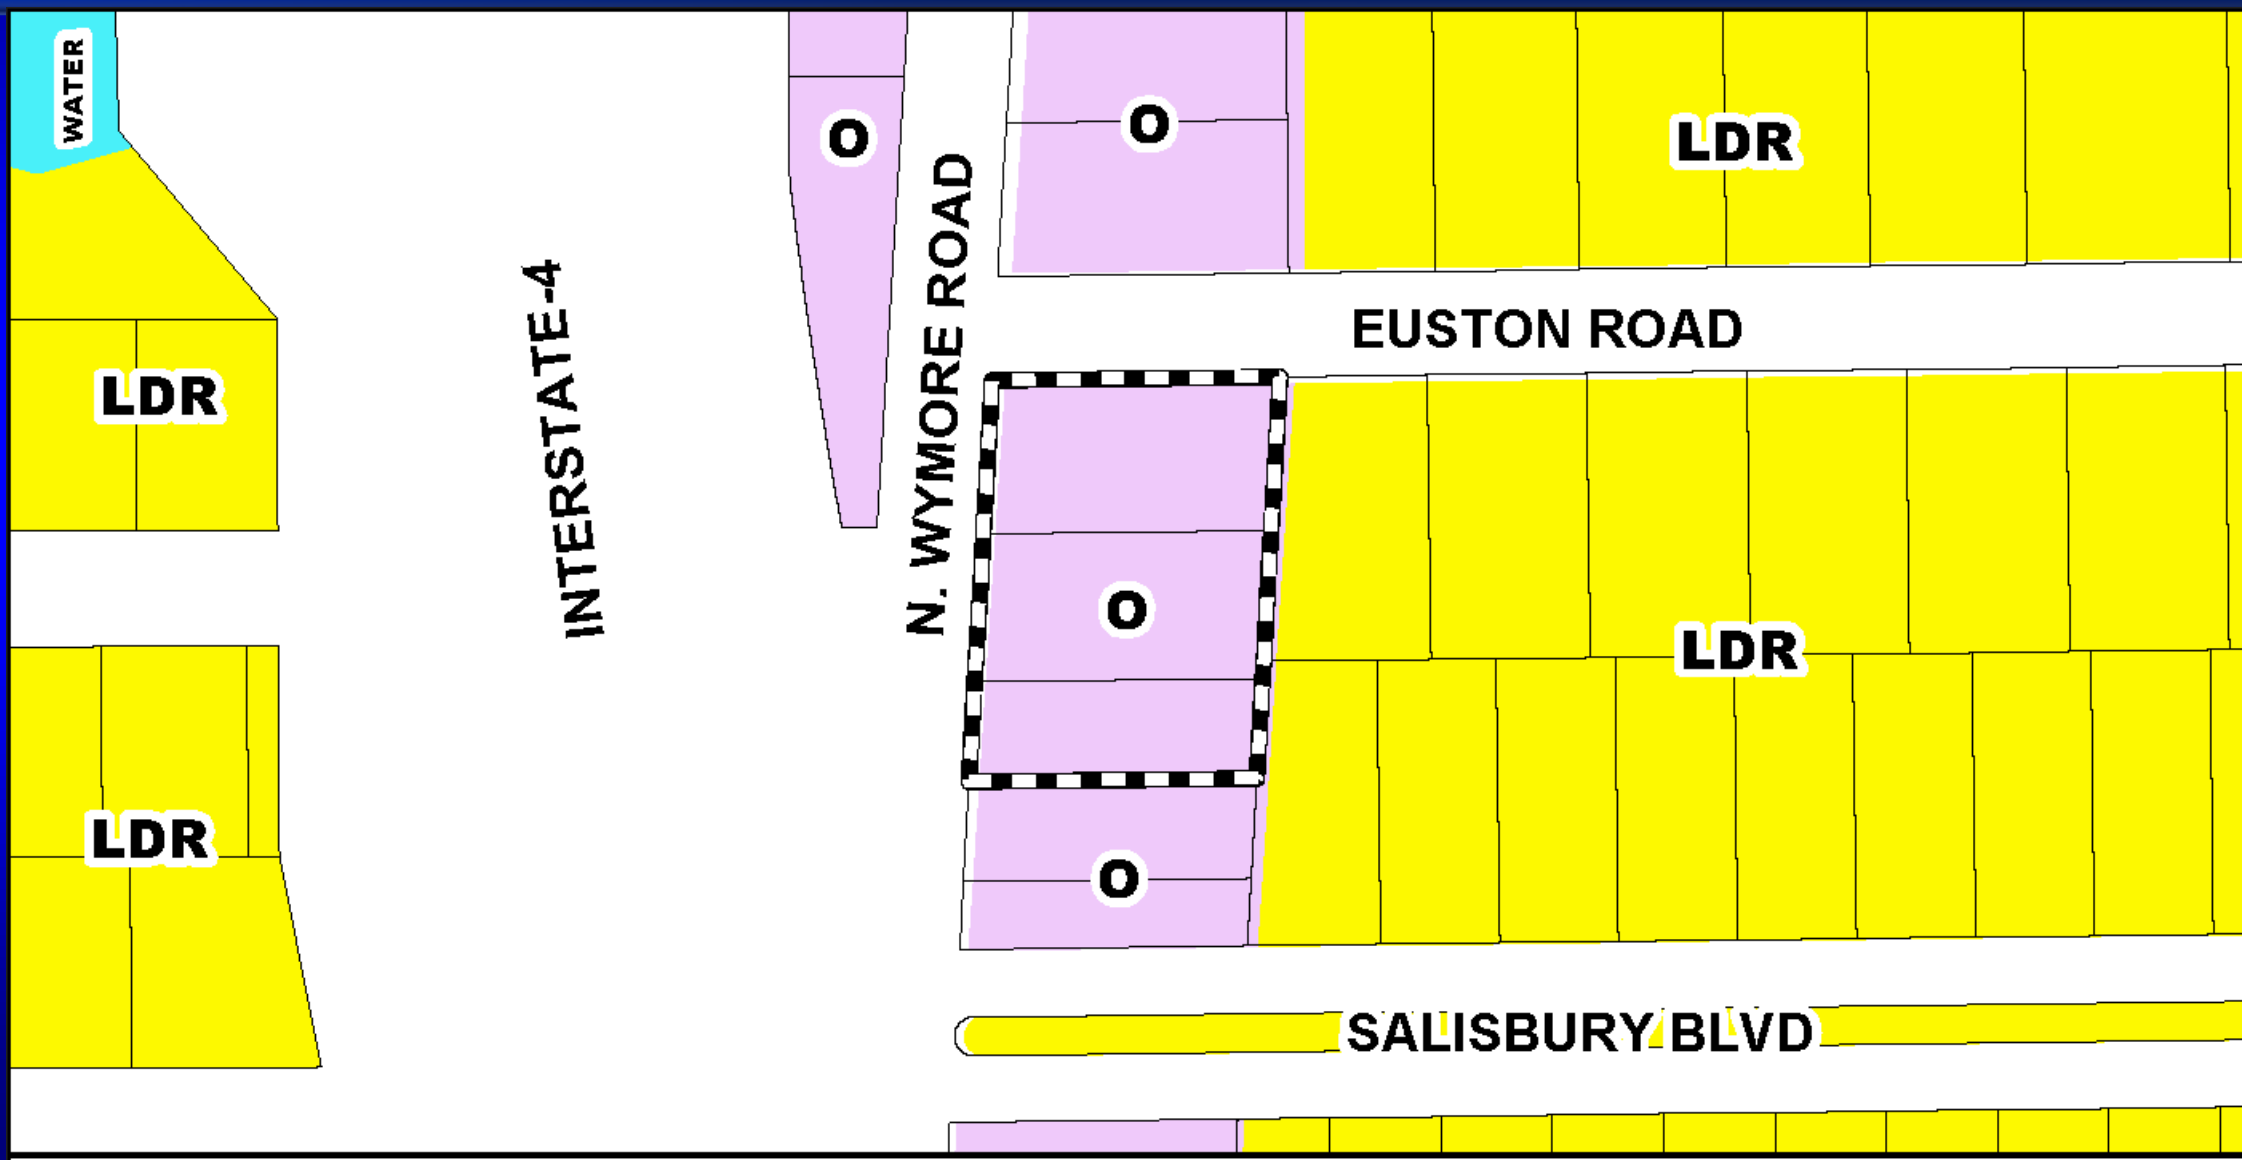 WATER
O
O
LDR
N. WYMORE ROAD
INTERSTATE-4
EUSTON ROAD
LDR
O
LDR
LDR
O
SALISBURY BLVD